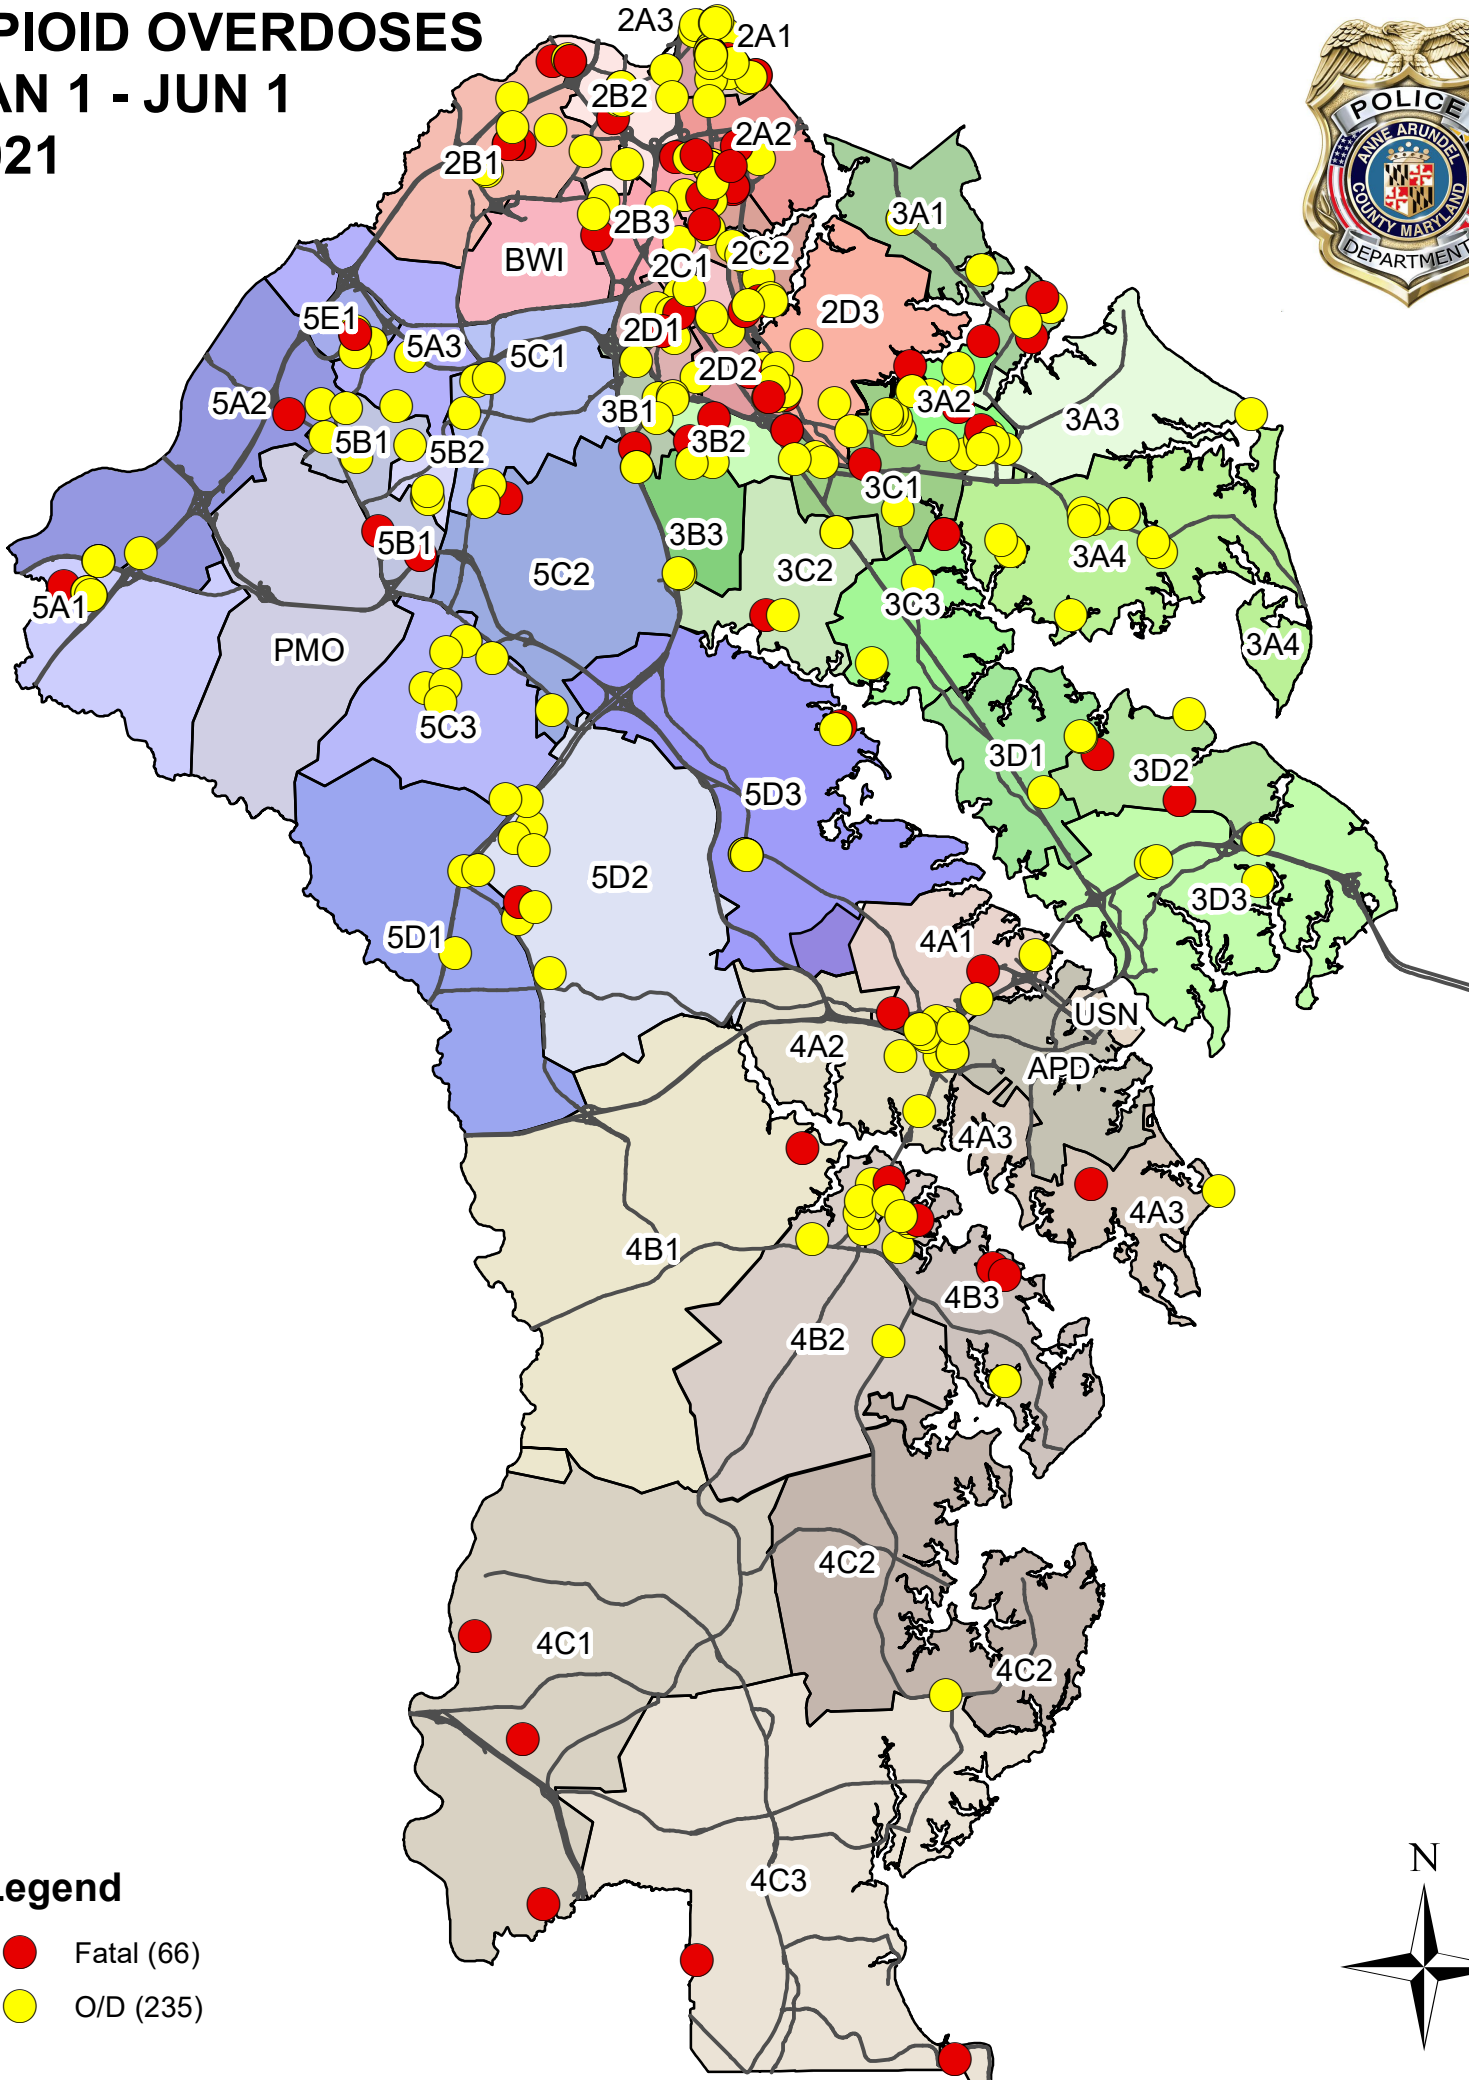 PIOID OVERDOSES
AN 1 - JUN 1
021
2A3
2A1
2B2
2A2
2B1
3A1
2B3
BWI
2C1
2C2
5E1
2D1
2D3
5A3
5C1
2D2
5A2
3B1
3A2
3A3
5B1
5B2
3B2
3C1
5B1
3B3
3A4
5C2
3C2
3C3
5A1
PMO
3A4
5C3
3D1
3D2
5D3
5D2
3D3
5D1
4A1
USN
4A2
APD
4A3
4A3
4B1
4B3
4B2
4C2
4C1
4C2
4C3
POLICE
ANNE ARUNDEL
COUNTY MARYLAND
DEPARTMENT
N
Legend
Fatal (66)
O/D (235)